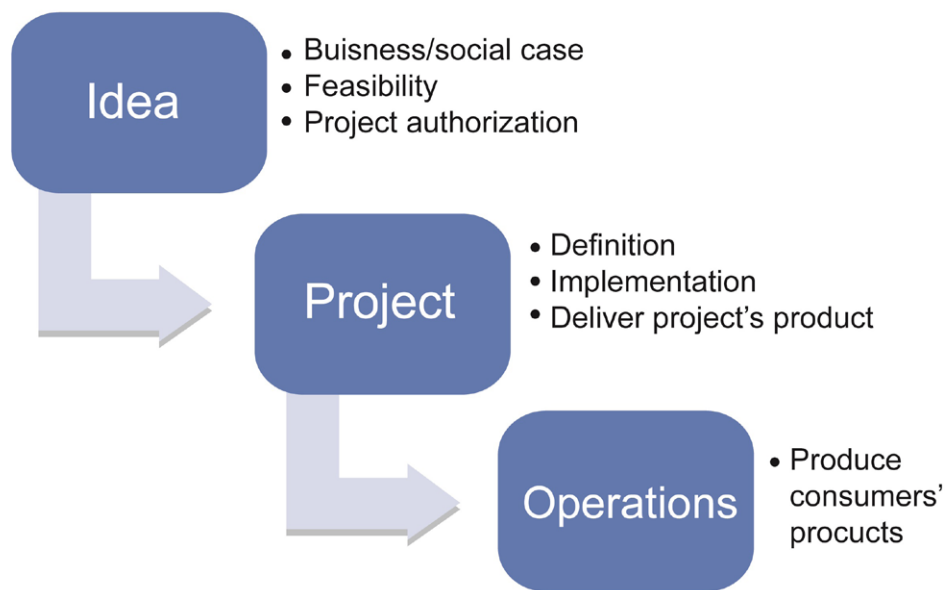 Idea
• Buisness/social case
• Feasibility
• Project authorization
Project
• Definition
• Implementation
• Deliver project’s product
Operations
• Produce
consumers’
procucts